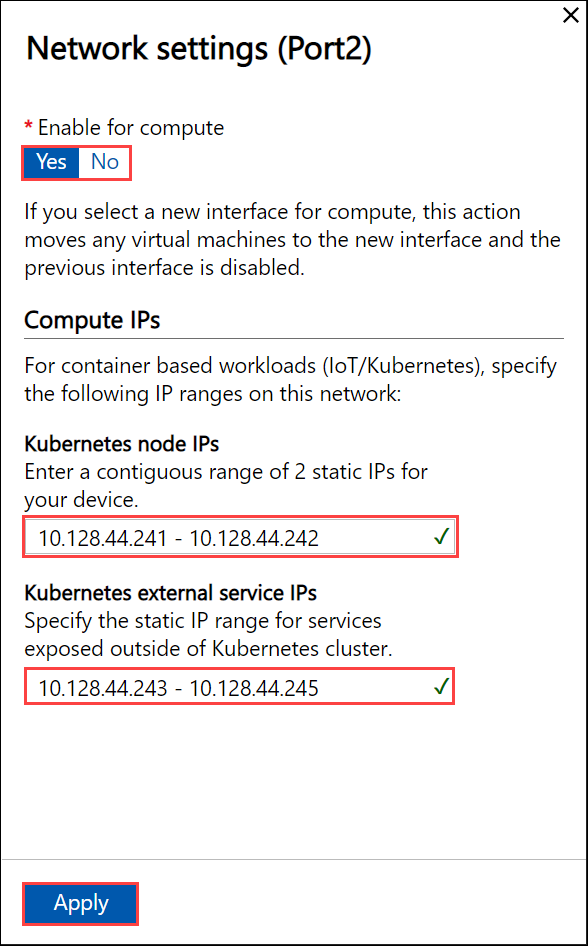 Network settings (Port2)
* Enable for compute
Yes No
If you select a new interface for compute, this action
moves any virtual machines to the new interface and the
previous interface is disabled.
Compute IPs
For container based workloads (IoT/Kubernetes), specify
the following IP ranges on this network:
Kubernetes node IPs
Enter a contiguous range of 2 static IPs for
your device.
10.128.44.241 - 10.128.44.242
Kubernetes external service IPs
Specify the static IP range for services
exposed outside of Kubernetes cluster.
10.128.44.243 - 10.128.44.245
Apply